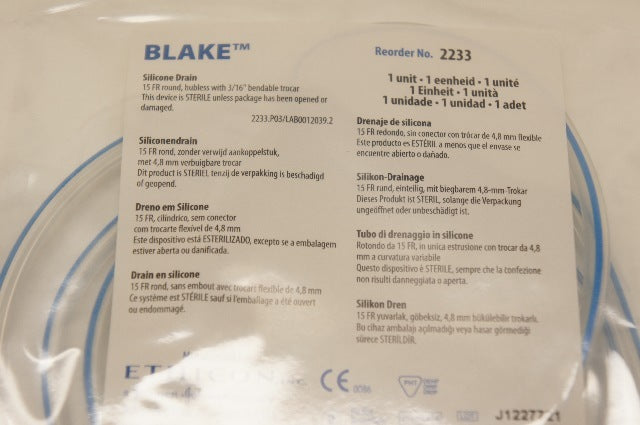 BLAKE™
Silicone Drain
15 FR round, hubless with 3/16" bendable trocar
This device is STERILE unless package has been opened or
damaged.
2233.P03/LAB0012039.2
Siliconendrain
15 FR rond, zonder verwijd aankoppelstuk,
met 4,8 mm verbuigbare trocar
Dit product is STERIEL tenzij de verpakking is beschadigd
of geopend.
Dreno em Silicone
15 FR, cilíndrico, sem conector
com trocarte flexível de 4,8 mm
Este dispositivo está ESTERILIZADO, excepto se a embalagem
estiver aberta ou danificada.
Drain en silicone
15 FR rond, sans embout avec trocart flexible de 4,8 mm
Ce système est STÉRILE sauf si l'emballage a été ouvert
ou endommagé.
Reorder No. 2233
1 unit • 1 eenheid • 1 unité
1 Einheit • 1 unità
1 unidade • 1 unidad • 1 adet
Drenaje de silicona
15 FR redondo, sin conector con trócar de 4,8 mm flexible
Este producto es ESTÉRIL a menos que el envase se
encuentre abierto o dañado.
Silikon-Drainage
15 FR rund, einteilig, mit biegbarem 4,8-mm-Trokar
Dieses Produkt ist STERIL, solange die Verpackung
ungeöffnet oder unbeschädigt ist.
Tubo di drenaggio in silicone
Rotondo da 15 FR, in unica estrusione con trocar da 4,8
mm a curvatura variabile
Questo dispositivo è STERILE, sempre che la confezione
non risulti danneggiata o aperta.
Silikon Dren
15 FR yuvarlak, göbeksiz, 4,8 mm bükülebilir trokarlı.
Bu cihaz ambalajı açılmadığı veya hasar görmediği
sürece STERİLDİR.
ETHICON
CE 0086
PHT
DEHP
J1227721